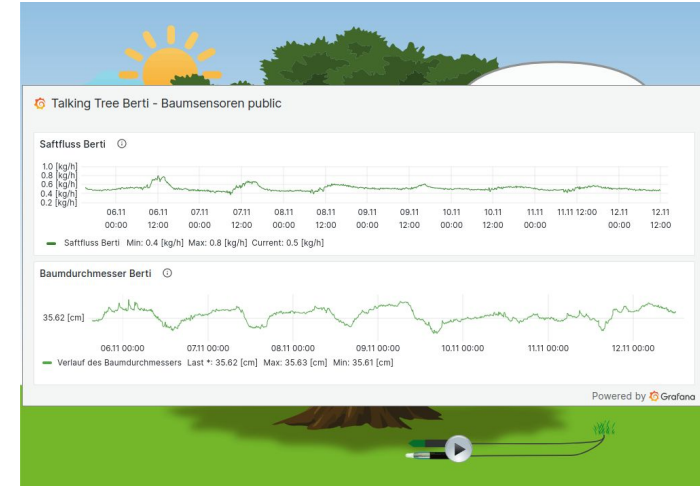 Talking Tree Berti - Baumsensoren public
Saftfluss Berti
1.0 [kg/h]
0.8 [kg/h]
0.6 [kg/h]
0.4 [kg/h]
0.2 [kg/h]
06.11 06.11 07.11 07.11 08.11 08.11 09.11 09.11 10.11 10.11 11.11 11.11 12:00 12.11 12.11
00:00 12:00 00:00 12:00 00:00 12:00 00:00 12:00 00:00 12:00 00:00 00:00 12:00
Saftfluss Berti Min: 0.4 [kg/h] Max: 0.8 [kg/h] Current: 0.5 [kg/h]
Baumdurchmesser Berti
35.62 [cm]
06.11 00:00 07.11 00:00 08.11 00:00 09.11 00:00 10.11 00:00 11.11 00:00 12.11 00:00
Verlauf des Baumdurchmessers Last *: 35.62 [cm] Max: 35.63 [cm] Min: 35.61 [cm]
Powered by Grafana